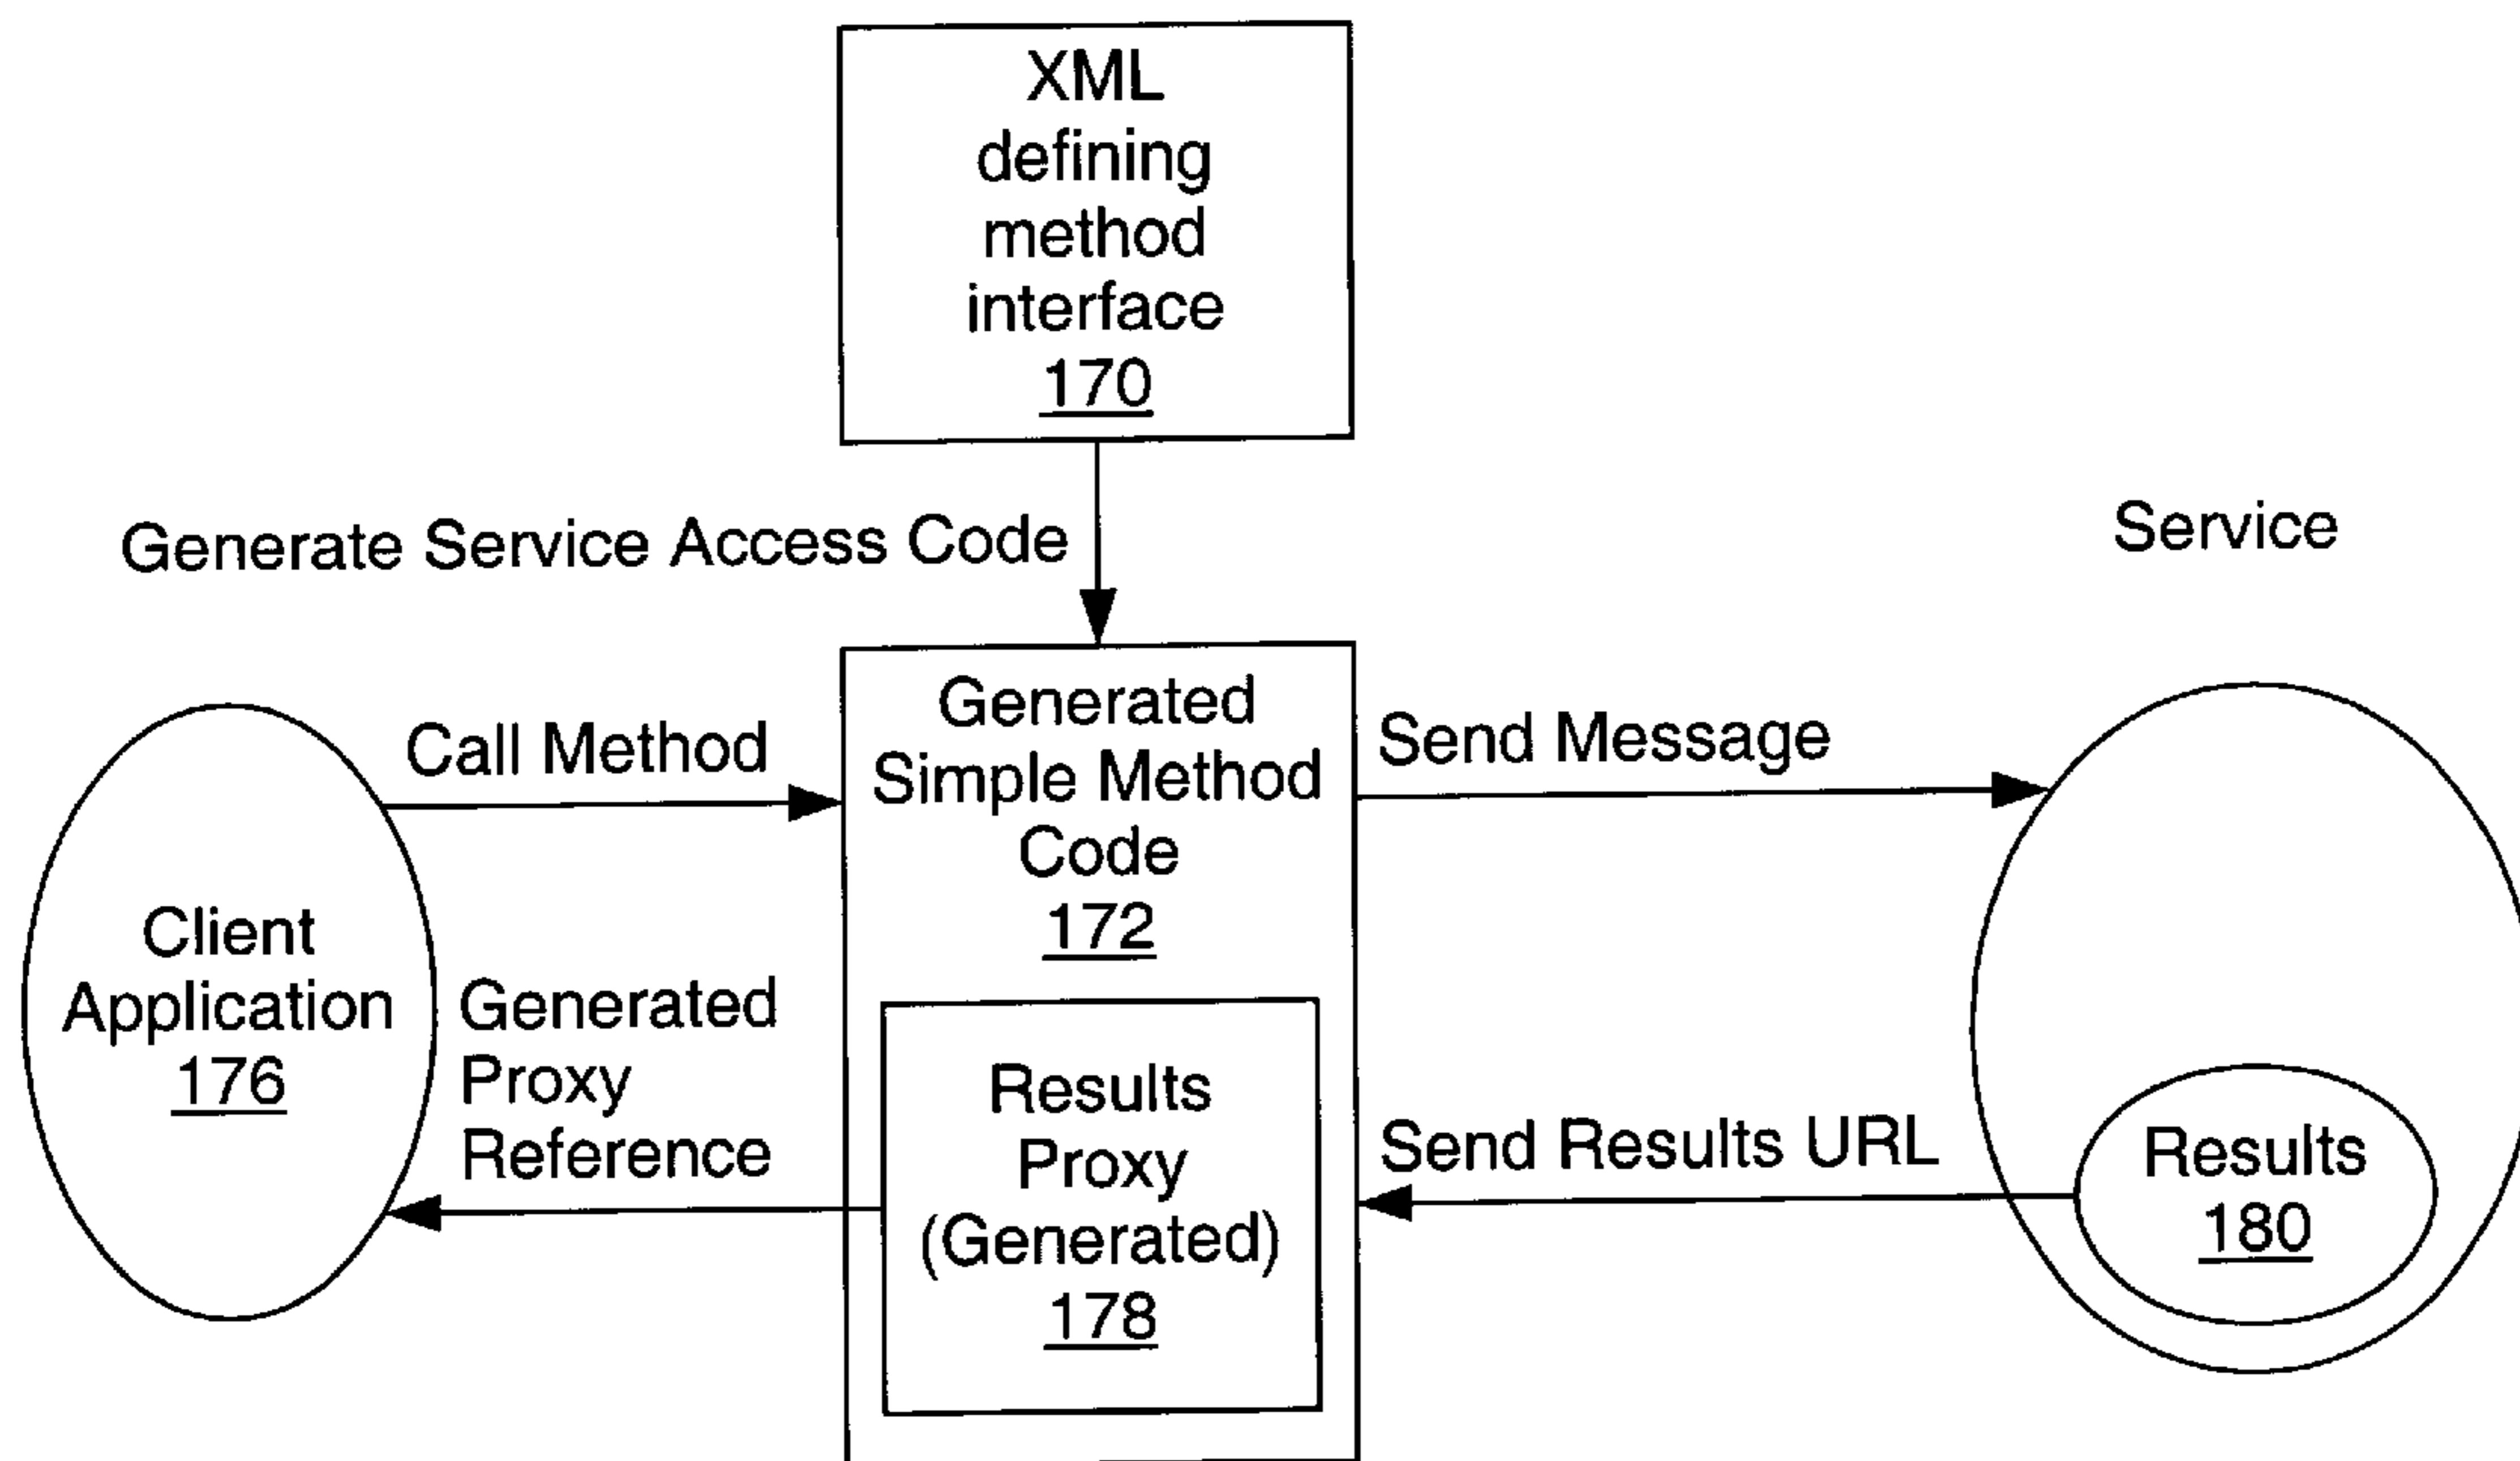 XML
defining
method
interface
170
Generate Service Access Code
Service
Generated
Simple Method
Code
172
Call Method
Send Message
Client
Application
176
Generated
Proxy
Reference
Results
Proxy
(Generated)
178
Send Results URL
Results
180